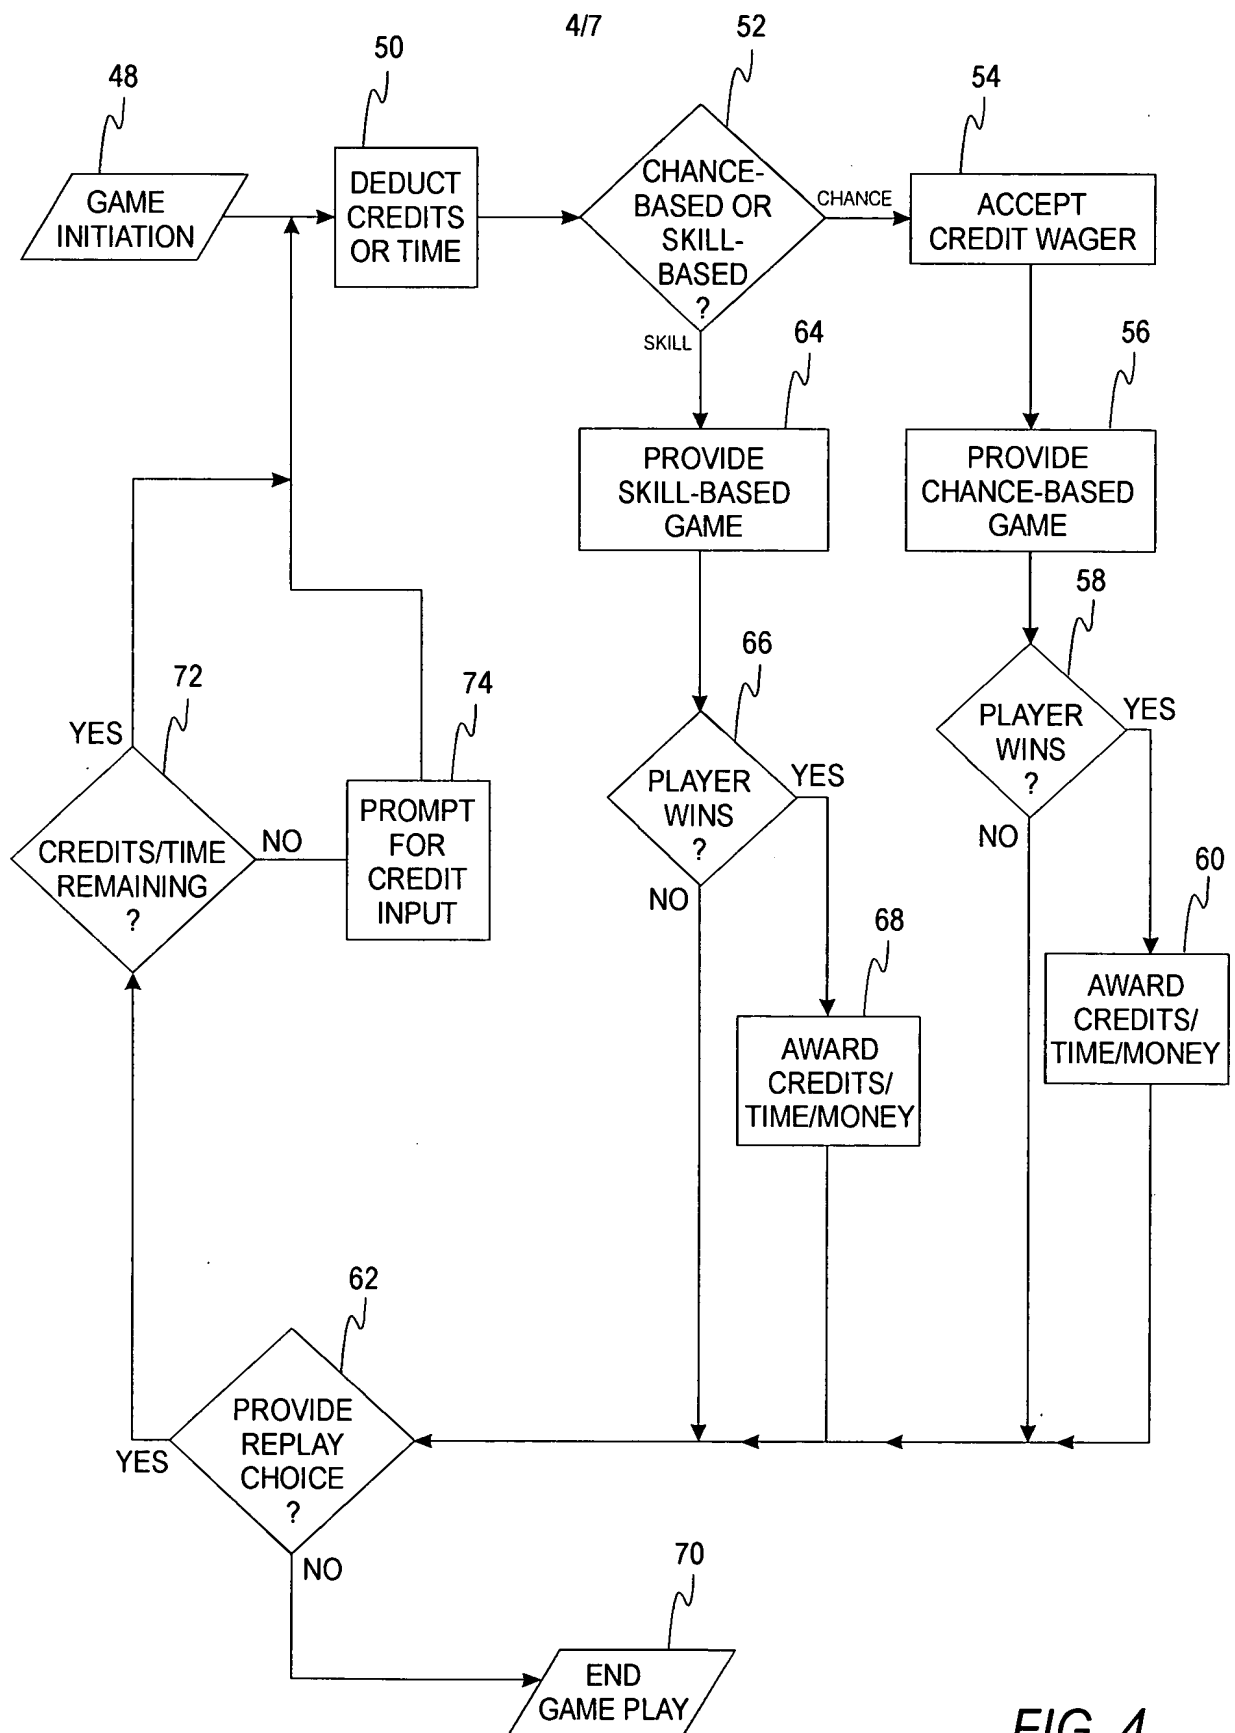 4/7
48
50
52
54
GAME
INITIATION
DEDUCT
CREDITS
OR TIME
CHANCE-
BASED OR
SKILL-
BASED
?
CHANCE
SKILL
ACCEPT
CREDIT WAGER
64
56
PROVIDE
SKILL-BASED
GAME
PROVIDE
CHANCE-BASED
GAME
58
66
72
74
YES
CREDITS/TIME
REMAINING
?
NO
PROMPT
FOR
CREDIT
INPUT
PLAYER
WINS
?
YES
NO
PLAYER
WINS
?
YES
NO
60
68
AWARD
CREDITS/
TIME/MONEY
AWARD
CREDITS/
TIME/MONEY
62
PROVIDE
REPLAY
CHOICE
?
YES
NO
70
END
GAME PLAY
FIG. 4